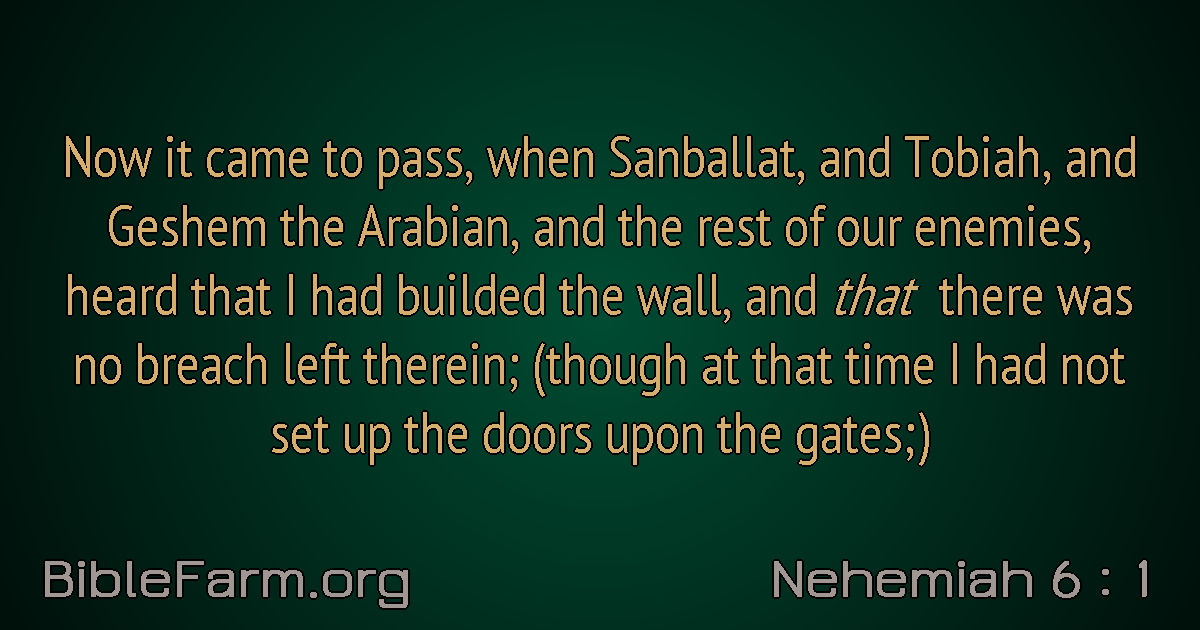 Now it came to pass, when Sanballat, and Tobiah, and
Geshem the Arabian, and the rest of our enemies,
heard that I had builded the wall, and that there was
no breach left therein; (though at that time I had not
set up the doors upon the gates;)
BibleFarm.org
Nehemiah 6 : 1